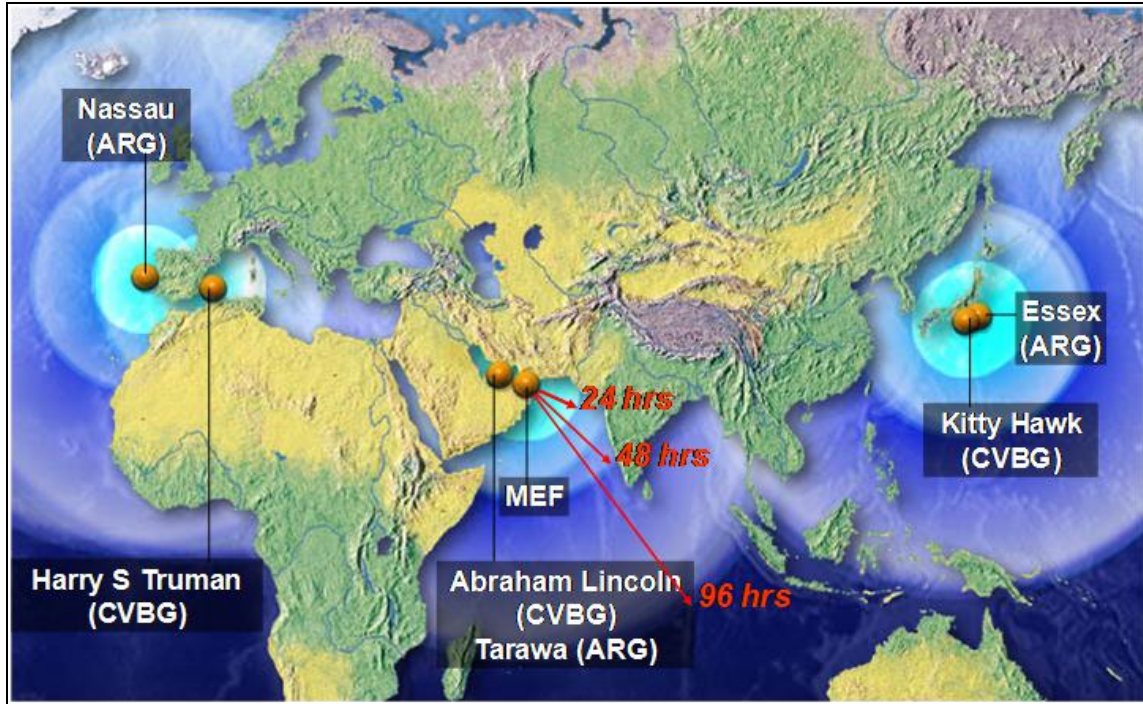 Nassau
(ARG)
Essex
(ARG)
24 hrs
Kitty Hawk
(CVBG)
48 hrs
MEF
Harry S Truman
(CVBG)
Abraham Lincoln
(CVBG)
Tarawa (ARG)
96 hrs